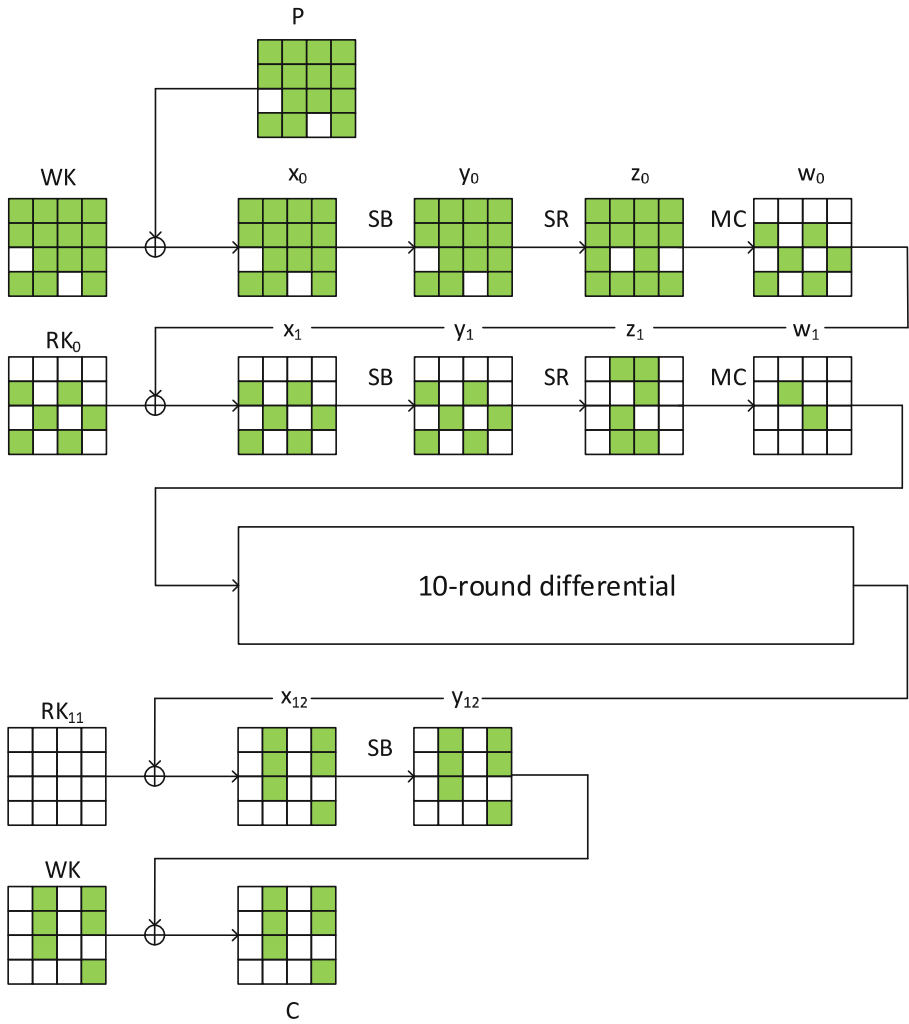 P
WK x₀ y₀ z₀ w₀
SB SR MC
RK₀ x₁ y₁ z₁ w₁
SB SR MC
10-round differential
RK₁₁ x₁₂ y₁₂
SB
WK
C